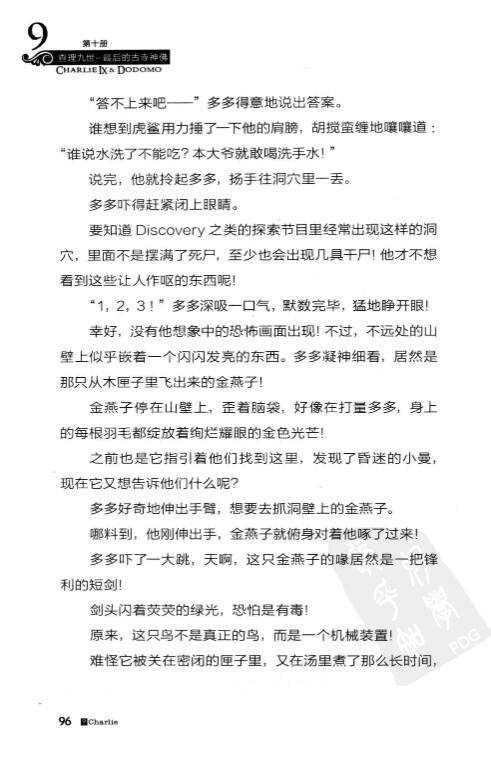 9
第十册
查理九世-最后的古寺神佛
CHARLIE IX & DODOMO
“答不上来吧——”多多得意地说出答案。
谁想到虎鲨用力捶了一下他的肩膀，胡搅蛮缠地嚷嚷道：
“谁说水洗了不能吃？本大爷就敢喝洗手水！”
说完，他就拎起多多，扬手往洞穴里一丢。
多多吓得赶紧闭上眼睛。
要知道 Discovery 之类的探索节目里经常出现这样的洞
穴，里面不是摆满了死尸，至少也会出现几具干尸！他才不想
看到这些让人作呕的东西呢！
“1，2，3！”多多深吸一口气，默数完毕，猛地睁开眼！
幸好，没有他想象中的恐怖画面出现！不过，不远处的山
壁上似乎嵌着一个闪闪发亮的东西。多多凝神细看，居然是
那只从木匣子里飞出来的金燕子！
金燕子停在山壁上，歪着脑袋，好像在打量多多，身上
的每根羽毛都绽放着绚烂耀眼的金色光芒！
之前也是它指引着他们找到这里，发现了昏迷的小曼，
现在它又想告诉他们什么呢？
多多好奇地伸出手臂，想要去抓洞壁上的金燕子。
哪料到，他刚伸出手，金燕子就俯身对着他啄了过来！
多多吓了一大跳，天啊，这只金燕子的喙居然是一把锋
利的短剑！
剑头闪着荧荧的绿光，恐怕是有毒！
原来，这只鸟不是真正的鸟，而是一个机械装置！
难怪它被关在密闭的匣子里，又在汤里煮了那么长时间，
96
Charlie
PDG